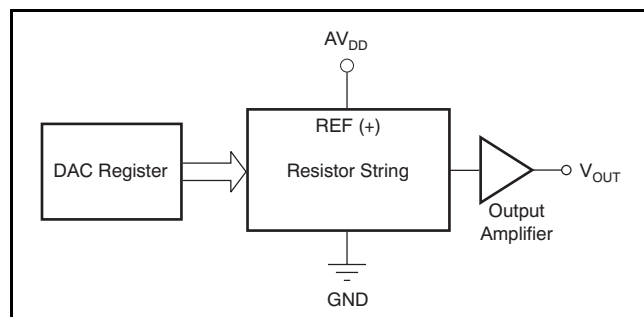 AVDD
REF (+)
DAC Register
Resistor String
VOUT
Output
Amplifier
GND